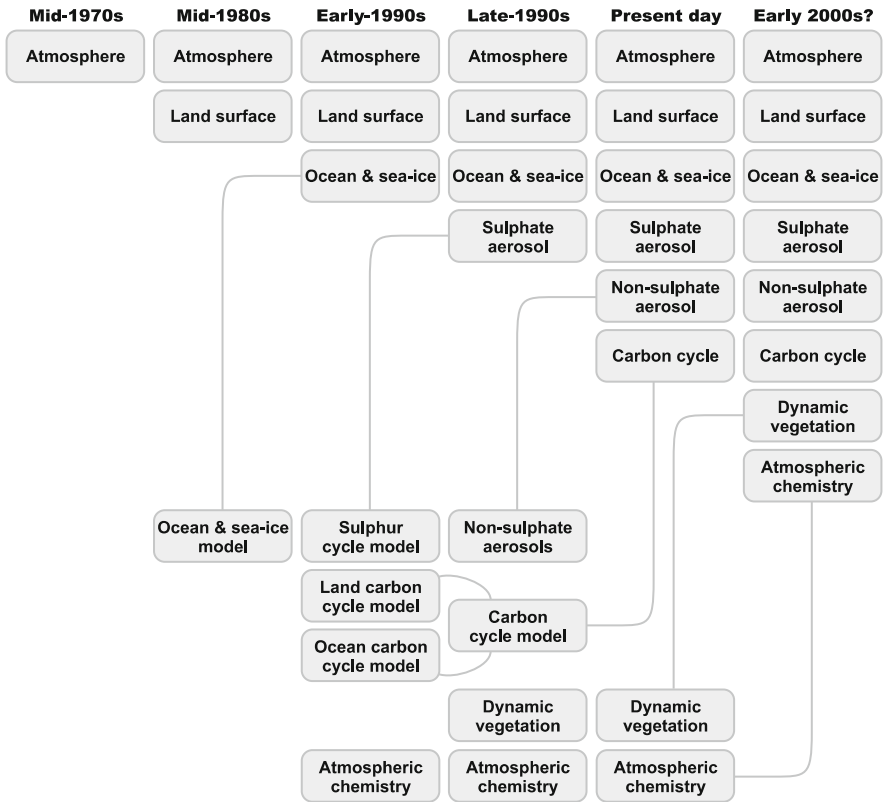 Mid-1970s Mid-1980s Early-1990s Late-1990s Present day Early 2000s?
Atmosphere Atmosphere Atmosphere Atmosphere Atmosphere Atmosphere
Land surface Land surface Land surface Land surface Land surface
Ocean & sea-ice Ocean & sea-ice Ocean & sea-ice Ocean & sea-ice
Sulphate Sulphate Sulphate
aerosol aerosol aerosol
Non-sulphate Non-sulphate
aerosol aerosol
Carbon cycle Carbon cycle
Dynamic
vegetation
Atmospheric
chemistry
Ocean & sea-ice Sulphur Non-sulphate
model cycle model aerosols
Land carbon
cycle model
Carbon
cycle model
Ocean carbon
cycle model
Dynamic Dynamic
vegetation vegetation
Atmospheric Atmospheric Atmospheric
chemistry chemistry chemistry